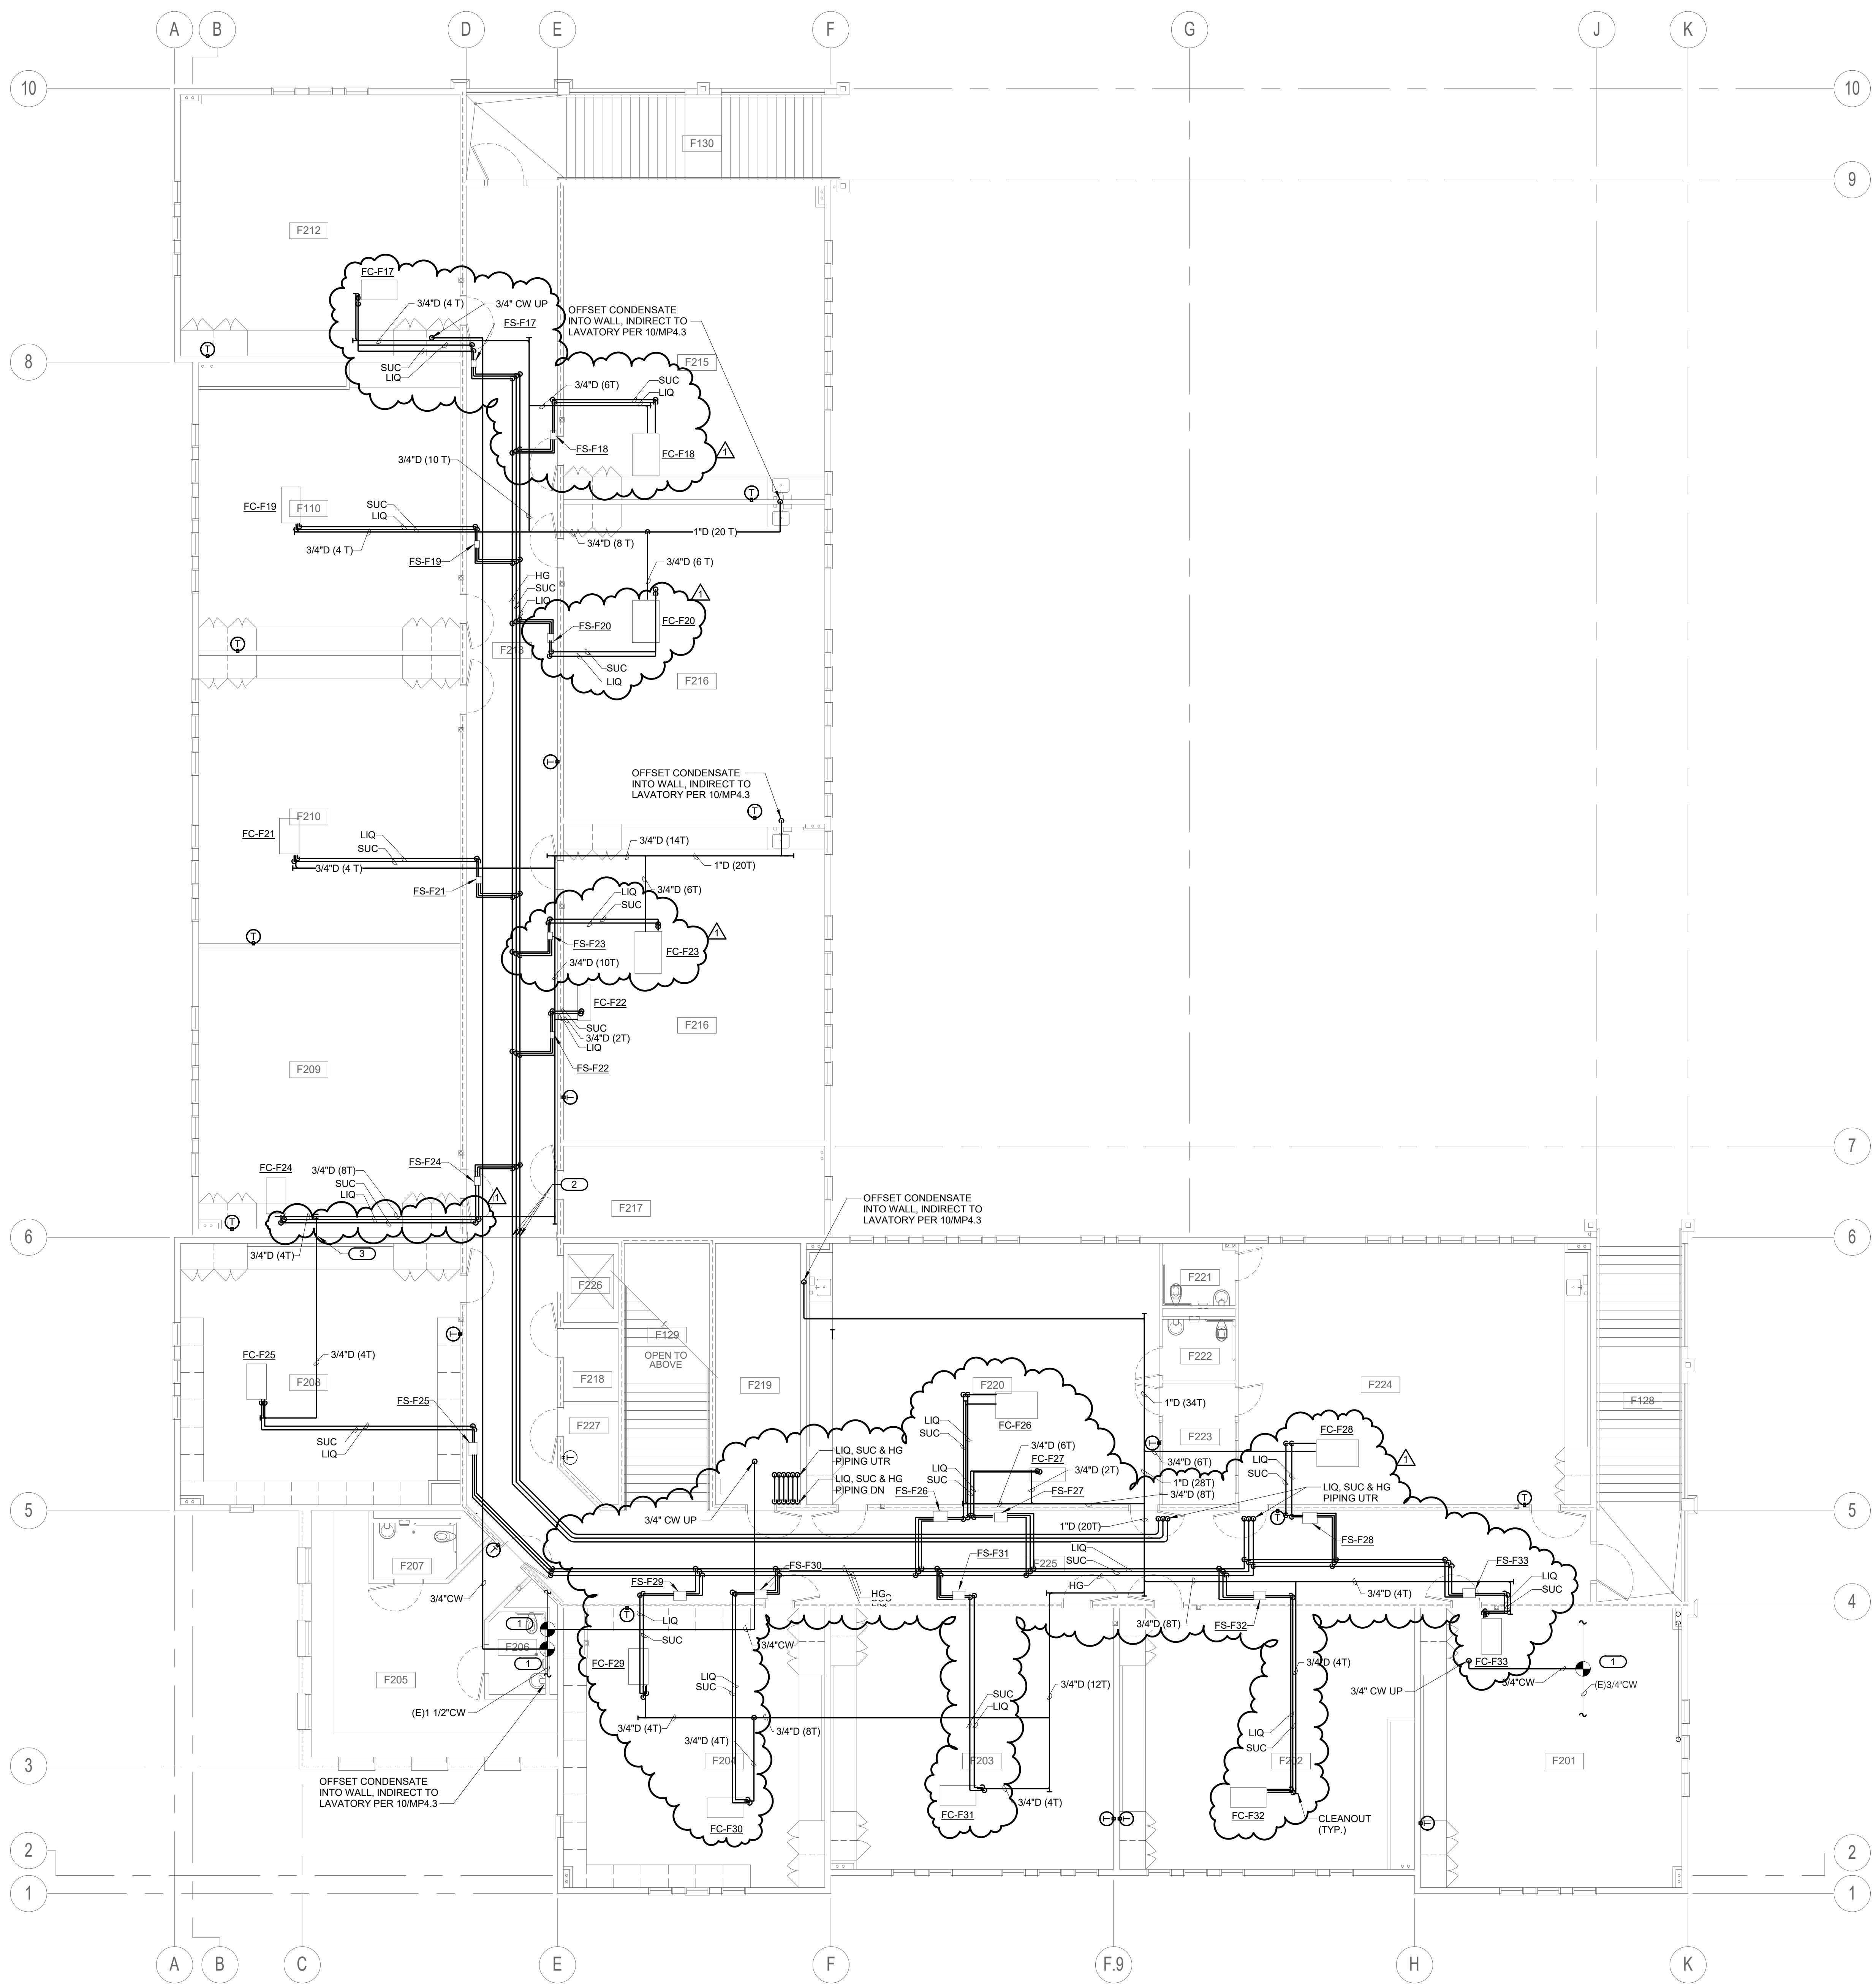 A
B
D
E
F
G
J
K
10
10
F130
9
F212
FC-F17
3/4"D (4 T)
3/4" CW UP
OFFSET CONDENSATE
INTO WALL, INDIRECT TO
LAVATORY PER 10/MP4.3
FS-F17
8
SUC
LIQ
F215
T
3/4"D (6T)
SUC
LIQ
FS-F18
FC-F18
1
3/4"D (10 T)
FC-F19
F110
SUC
LIQ
T
3/4"D (4 T)
FS-F19
3/4"D (8 T)
1"D (20 T)
3/4"D (6 T)
HG
SUC
LIQ
1
FS-F20
FC-F20
T
F213
SUC
LIQ
F216
T
OFFSET CONDENSATE
INTO WALL, INDIRECT TO
LAVATORY PER 10/MP4.3
T
F210
FC-F21
LIQ
SUC
3/4"D (14T)
1"D (20T)
3/4"D (4 T)
FS-F21
3/4"D (6T)
LIQ
SUC
1
T
FS-F23
FC-F23
3/4"D (10T)
FC-F22
F216
SUC
3/4"D (2T)
LIQ
FS-F22
F209
T
7
FC-F24
3/4"D (8T)
SUC
LIQ
FS-F24
1
2
F217
OFFSET CONDENSATE
INTO WALL, INDIRECT TO
LAVATORY PER 10/MP4.3
T
6
6
3/4"D (4T)
3
F226
F221
F129
OPEN TO
ABOVE
T
FC-F25
3/4"D (4T)
F208
F222
F218
F219
F220
F224
F128
FS-F25
F227
1"D (34T)
FC-F26
FC-F28
F223
T
SUC
LIQ
T
LIQ, SUC & HG
PIPING UTR
LIQ, SUC & HG
PIPING DN
LIQ
SUC
3/4"D (6T)
FC-F27
3/4"D (2T)
3/4"D (6T)
1"D (28T)
3/4"D (8T)
LIQ
SUC
1
LIQ
SUC
FS-F26
FS-F27
LIQ, SUC & HG
PIPING UTR
T
5
5
3/4" CW UP
1"D (20T)
T
FS-F28
F207
T
FS-F30
FS-F31
F225
LIQ
SUC
HG
FS-F33
FS-F29
HG
LIQ
3/4"D (4T)
LIQ
SUC
3/4"CW
4
1
T
LIQ
SUC
3/4"CW
3/4"D (8T)
FS-F32
F206
1
F205
FC-F29
LIQ
SUC
3/4"D (4T)
3/4"D (12T)
FC-F33
1
3/4"CW
(E)3/4"CW
3/4" CW UP
(E)1 1/2"CW
SUC
LIQ
3/4"D (4T)
3/4"D (8T)
3/4"D (4T)
LIQ
SUC
3
F204
F203
F202
F201
OFFSET CONDENSATE
INTO WALL, INDIRECT TO
LAVATORY PER 10/MP4.3
3/4"D (4T)
FC-F30
FC-F31
FC-F32
T
T
CLEANOUT
(TYP.)
T
2
2
1
1
A
B
C
E
F
F.9
H
K